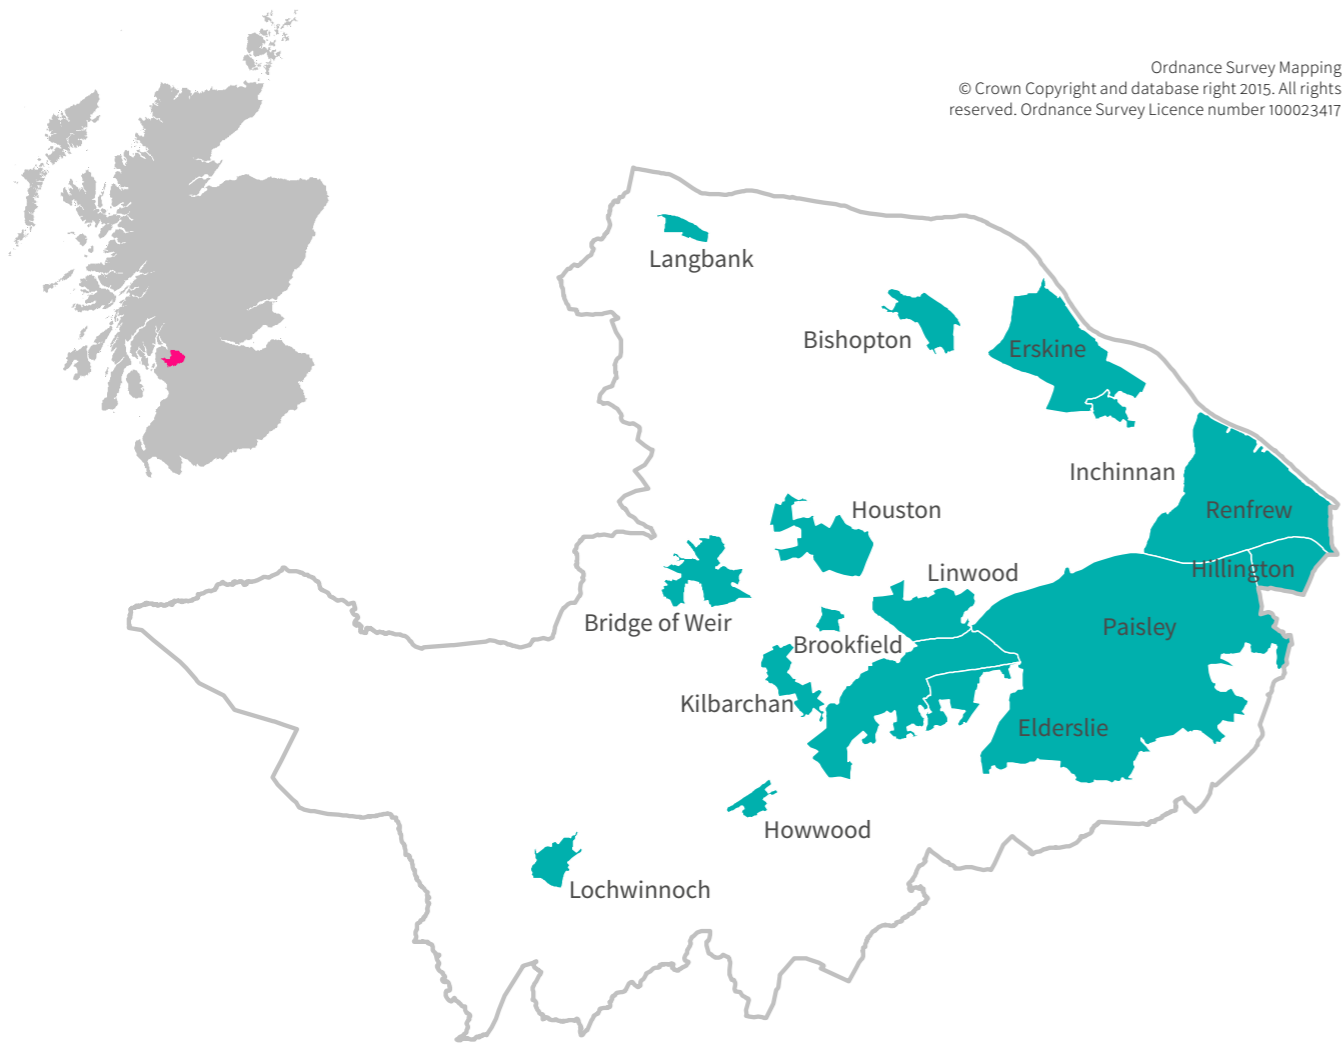 Ordnance Survey Mapping
© Crown Copyright and database right 2015. All rights
reserved. Ordnance Survey Licence number 100023417
Langbank
Bishopton
Erskine
Inchinnan
Renfrew
Houston
Hillington
Linwood
Bridge of Weir
Paisley
Brookfield
Kilbarchan
Elderslie
Howwood
Lochwinnoch